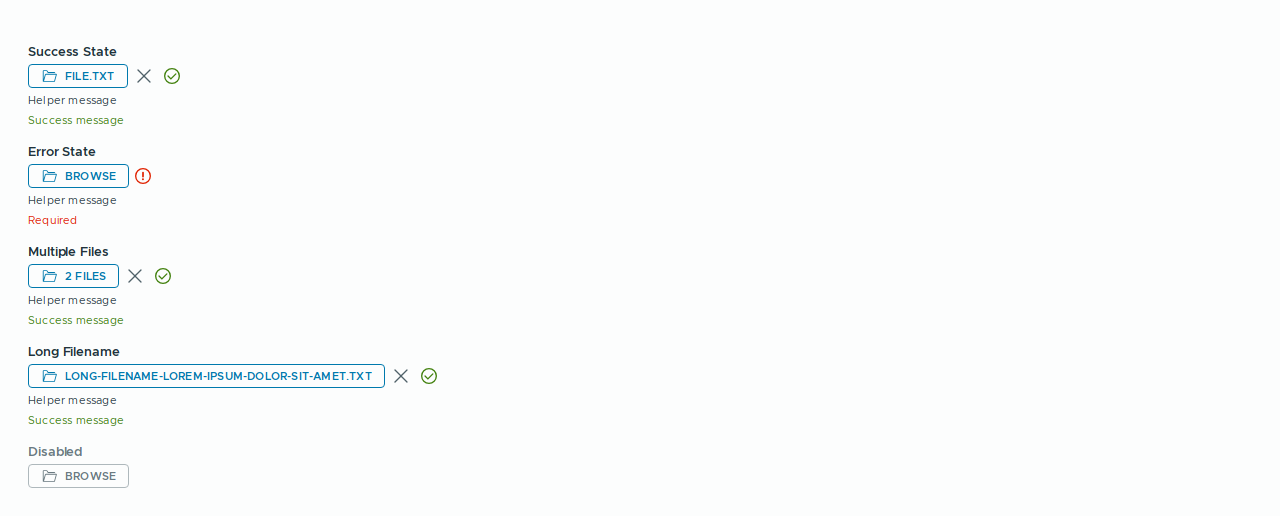 Success State
FILE.TXT
Helper message
Success message
Error State
BROWSE
Helper message
Required
Multiple Files
2 FILES
Helper message
Success message
Long Filename
LONG-FILENAME-LOREM-IPSUM-DOLOR-SIT-AMET.TXT
Helper message
Success message
Disabled
BROWSE